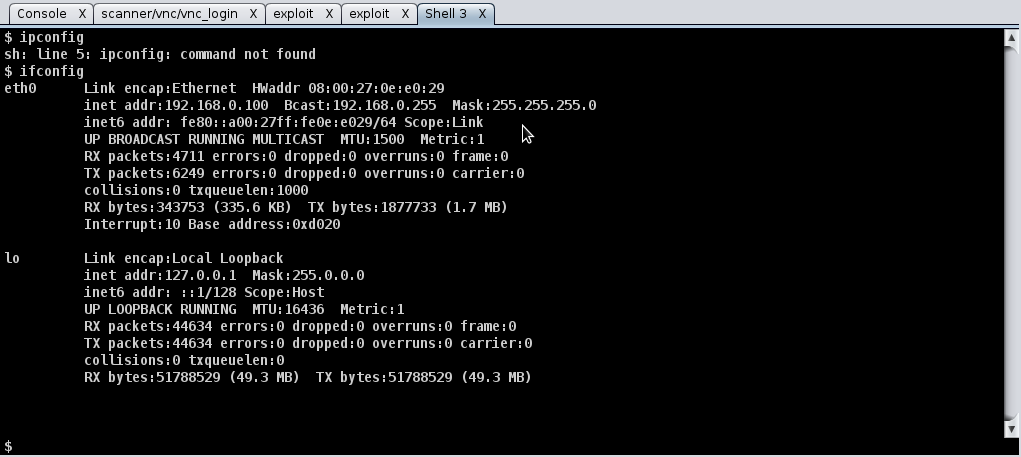 Console X scanner/vnc/vnc_login X exploit X exploit X Shell 3 X
$ ipconfig
sh: line 5: ipconfig: command not found
$ ifconfig
eth0 Link encap:Ethernet HWaddr 08:00:27:0e:e0:29
inet addr:192.168.0.100 Bcast:192.168.0.255 Mask:255.255.255.0
inet6 addr: fe80::a00:27ff:fe0e:e029/64 Scope:Link
UP BROADCAST RUNNING MULTICAST MTU:1500 Metric:1
RX packets:4711 errors:0 dropped:0 overruns:0 frame:0
TX packets:6249 errors:0 dropped:0 overruns:0 carrier:0
collisions:0 txqueuelen:1000
RX bytes:343753 (335.6 KB) TX bytes:1877733 (1.7 MB)
Interrupt:10 Base address:0xd020
lo Link encap:Local Loopback
inet addr:127.0.0.1 Mask:255.0.0.0
inet6 addr: ::1/128 Scope:Host
UP LOOPBACK RUNNING MTU:16436 Metric:1
RX packets:44634 errors:0 dropped:0 overruns:0 frame:0
TX packets:44634 errors:0 dropped:0 overruns:0 carrier:0
collisions:0 txqueuelen:0
RX bytes:51788529 (49.3 MB) TX bytes:51788529 (49.3 MB)
$